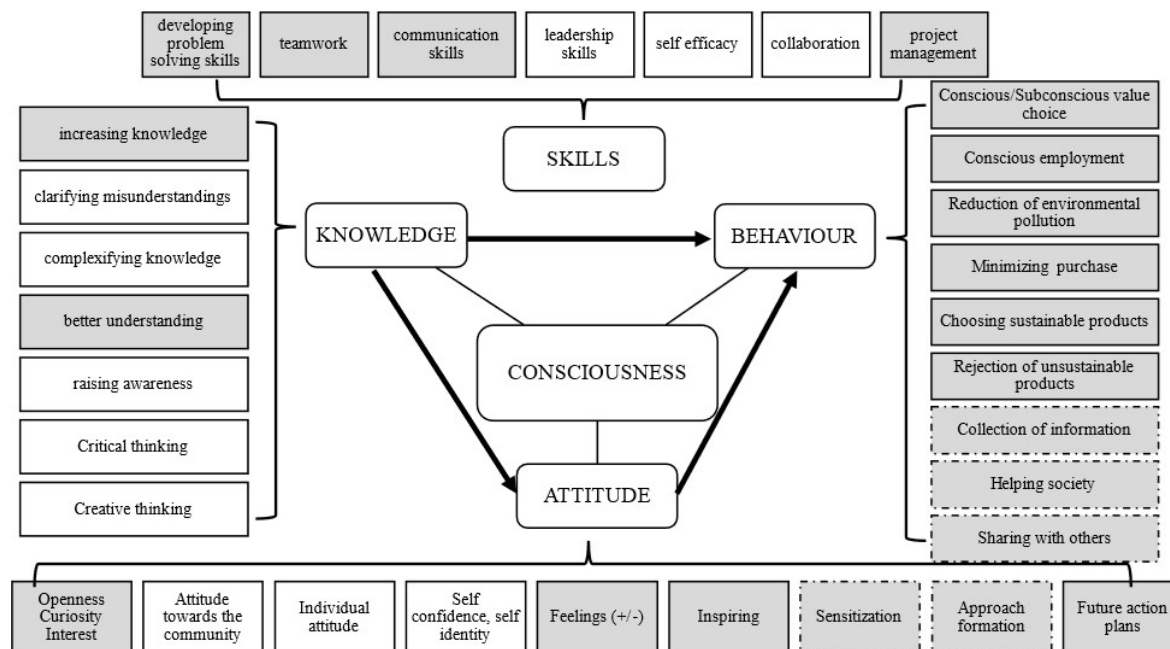 developing
problem
solving skills
teamwork
communication
skills
leadership
skills
self efficacy
collaboration
project
management
SKILLS
increasing knowledge
clarifying misunderstandings
complexifying knowledge
better understanding
raising awareness
Critical thinking
Creative thinking
KNOWLEDGE
BEHAVIOUR
CONSCIOUSNESS
ATTITUDE
Conscious/Subconscious value
choice
Conscious employment
Reduction of environmental
pollution
Minimizing purchase
Choosing sustainable products
Rejection of unsustainable
products
Collection of information
Helping society
Sharing with others
Openness
Curiosity
Interest
Attitude
towards the
community
Individual
attitude
Self
confidence, self
identity
Feelings (+/-)
Inspiring
Sensitization
Approach
formation
Future action
plans